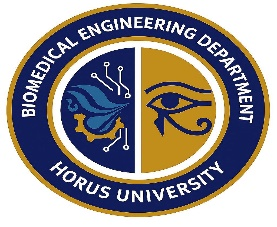 BIOMEDICAL ENGINEERING DEPARTMENT
HORUS UNIVERSITY